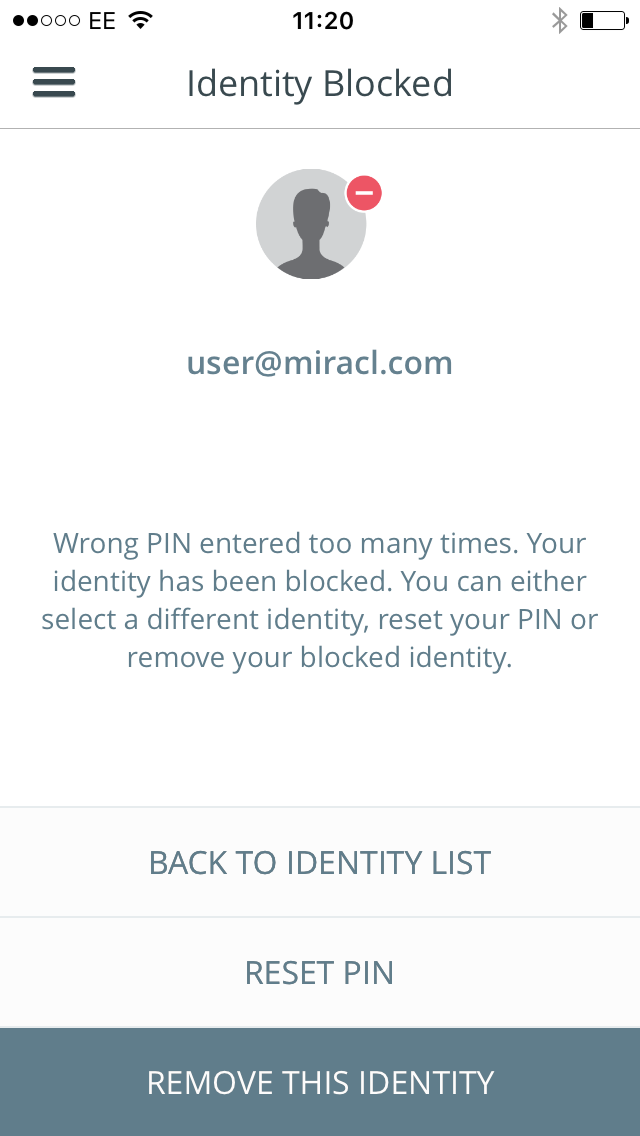 EE 11:20
Identity Blocked
user@miracl.com
Wrong PIN entered too many times. Your
identity has been blocked. You can either
select a different identity, reset your PIN or
remove your blocked identity.
BACK TO IDENTITY LIST
RESET PIN
REMOVE THIS IDENTITY